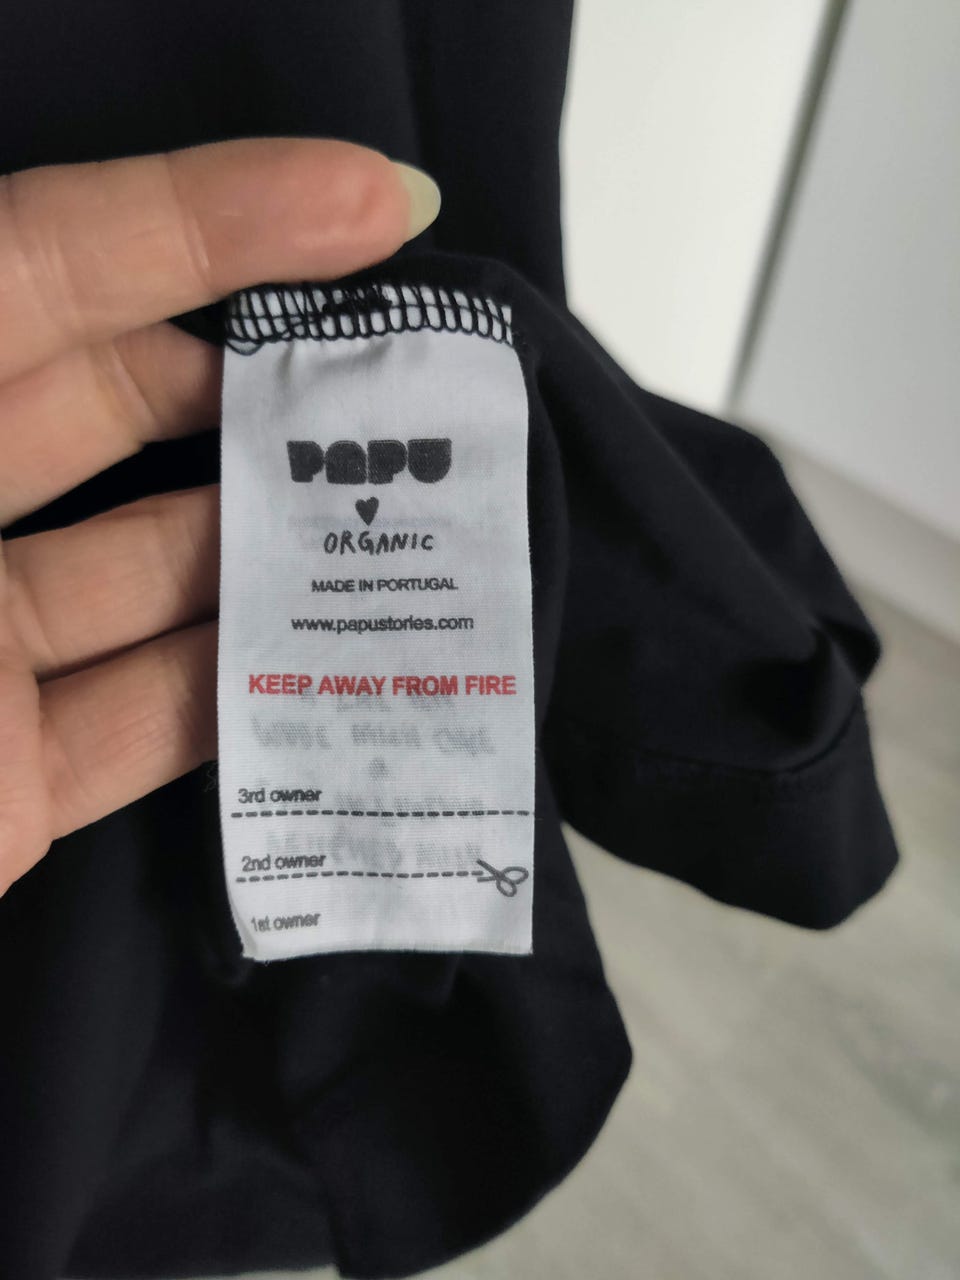 PAPU
ORGANIC
MADE IN PORTUGAL
www.papustories.com
KEEP AWAY FROM FIRE
3rd owner
2nd owner
1st owner